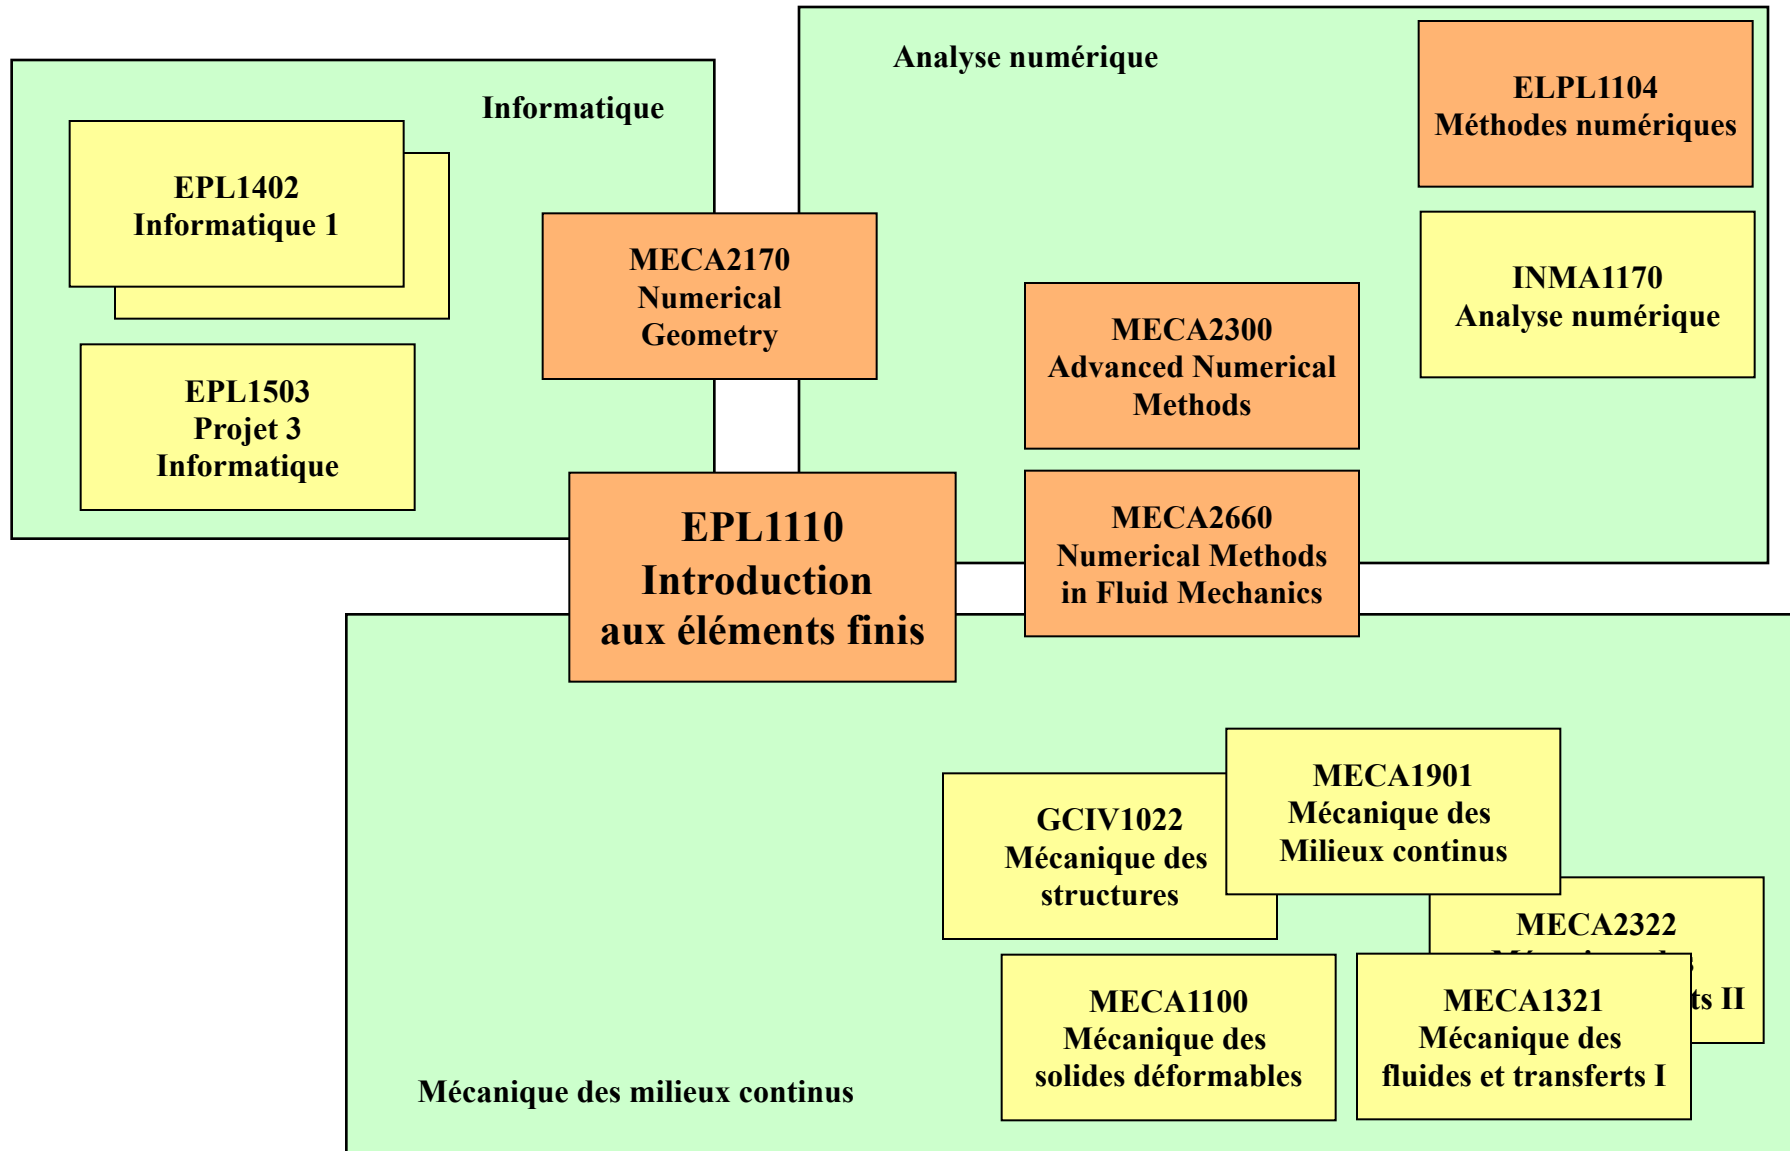 Analyse numérique
Informatique
ELPL1104
Méthodes numériques
EPL1402
Informatique 1
MECA2170
Numerical
Geometry
INMA1170
Analyse numérique
MECA2300
Advanced Numerical
Methods
EPL1503
Projet 3
Informatique
EPL1110
Introduction
aux éléments finis
MECA2660
Numerical Methods
in Fluid Mechanics
MECA1901
Mécanique des
Milieux continus
GCIV1022
Mécanique des
structures
MECA2322
ts II
MECA1100
Mécanique des
solides déformables
MECA1321
Mécanique des
fluides et transferts I
Mécanique des milieux continus